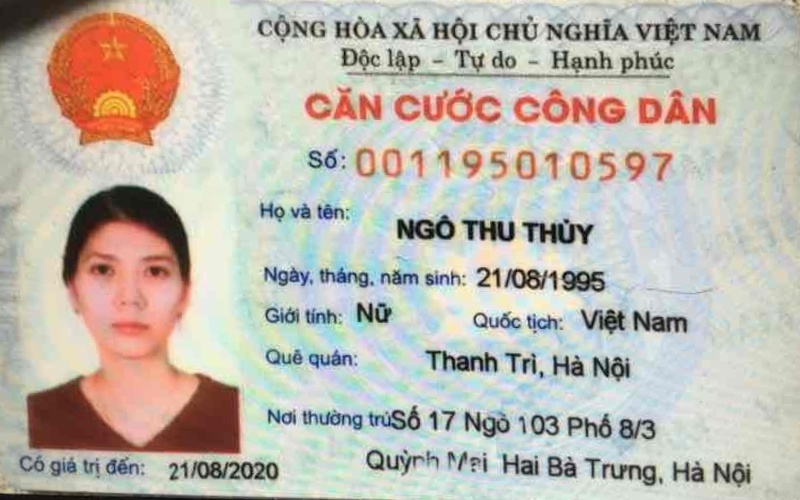 CỘNG HÒA XÃ HỘI CHỦ NGHĨA VIỆT NAM
Độc lập - Tự do - Hạnh phúc
CĂN CƯỚC CÔNG DÂN
Số: 001195010597
Họ và tên: NGÔ THU THỦY
Ngày, tháng, năm sinh: 21/08/1995
Giới tính: Nữ Quốc tịch: Việt Nam
Quê quán: Thanh Trì, Hà Nội
Nơi thường trú: Số 17 Ngõ 103 Phố 8/3
Quỳnh Mai Hai Bà Trưng, Hà Nội
Có giá trị đến: 21/08/2020